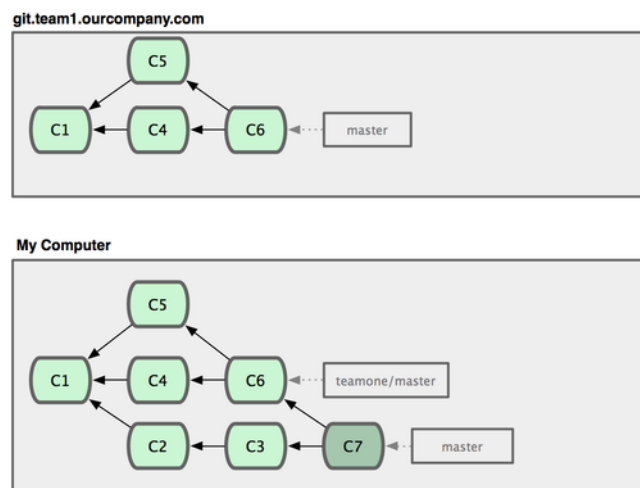 git.team1.ourcompany.com
C5
C1
C4
C6
master
My Computer
C5
C1
C4
C6
teamone/master
C2
C3
C7
master